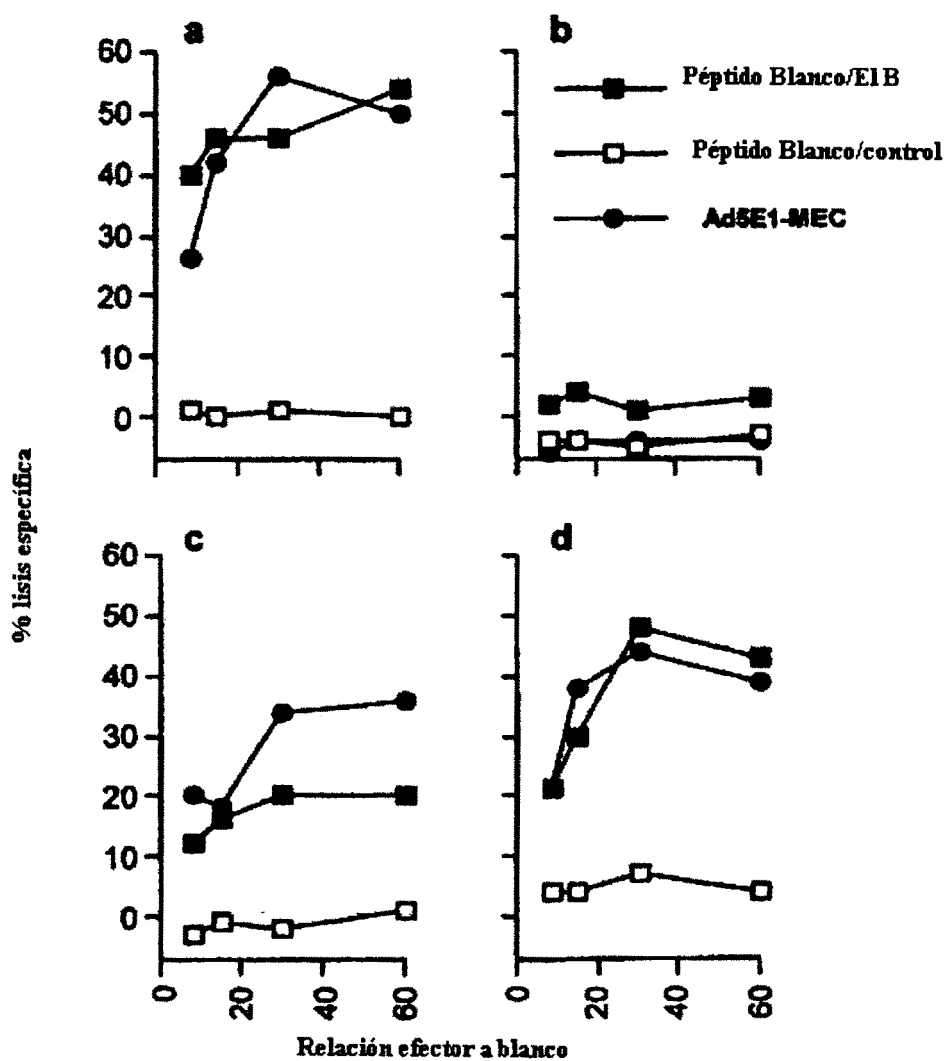 a
b
60
50
40
30
20
10
0
Péptido Blanco/E1B
Péptido Blanco/control
Ad5E1-MEC
% lisis específica
c
d
60
50
40
30
20
10
0
0
20
40
60
0
20
40
60
Relación efector a blanco